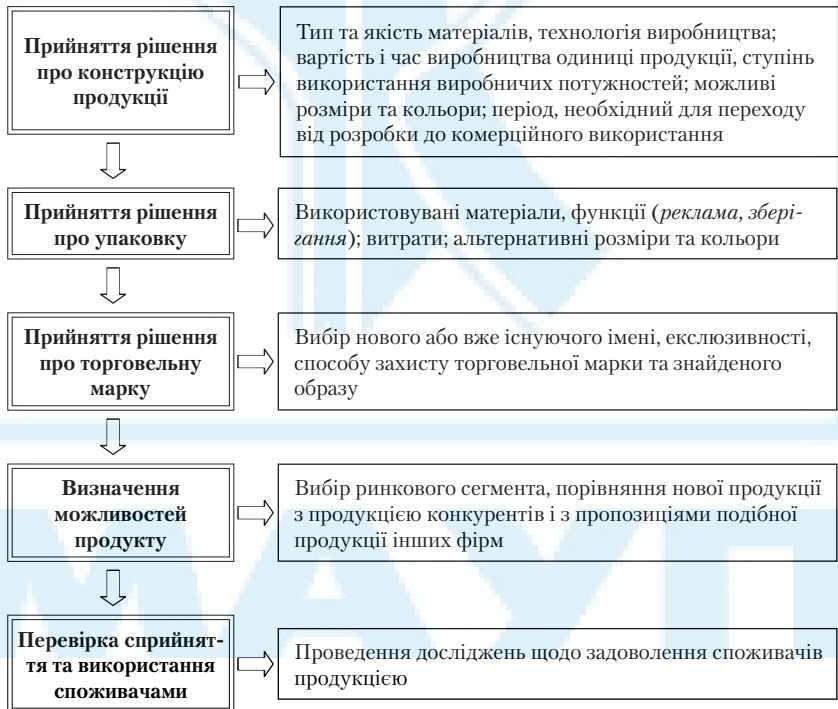 Прийняття рішення
про конструкцію
продукції
Тип та якість матеріалів, технологія виробництва;
вартість і час виробництва одиниці продукції, ступінь
використання виробничих потужностей; можливі
розміри та кольори; період, необхідний для переходу
від розробки до комерційного використання
Прийняття рішення
про упаковку
Використовувані матеріали, функції (реклама, збері-
гання); витрати; альтернативні розміри та кольори
Прийняття рішення
про торговельну
марку
Вибір нового або вже існуючого імені, екслюзивності,
способу захисту торговельної марки та знайденого
образу
Визначення
можливостей
продукту
Вибір ринкового сегмента, порівняння нової продукції
з продукцією конкурентів і з пропозиціями подібної
продукції інших фірм
Перевірка сприйнят-
тя та використання
споживачами
Проведення досліджень щодо задоволення споживачів
продукцією
МАУП